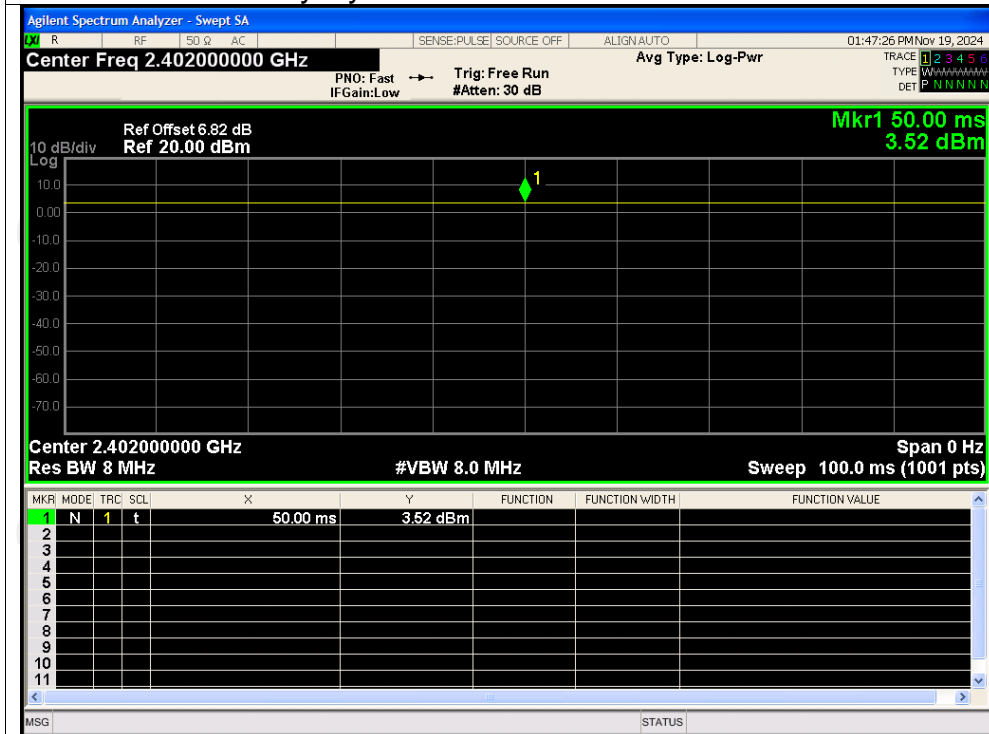 Agilent Spectrum Analyzer - Swept SA
LXI R RF 50 Ω AC SENSE:PULSE SOURCE OFF ALIGN AUTO 01:47:26 PM Nov 19, 2024
Center Freq 2.402000000 GHz Avg Type: Log-Pwr TRACE 1 2 3 4 5 6
PNO: Fast Trig: Free Run TYPE WWWWWW
IFGain:Low #Atten: 30 dB DET P N N N N N
Mkr1 50.00 ms
Ref Offset 6.82 dB
10 dB/div Ref 20.00 dBm 3.52 dBm
Log
1
10.0
0.00
-10.0
-20.0
-30.0
-40.0
-50.0
-60.0
-70.0
Center 2.402000000 GHz Span 0 Hz
Res BW 8 MHz #VBW 8.0 MHz Sweep 100.0 ms (1001 pts)
MKR MODE TRC SCL X Y FUNCTION FUNCTION WIDTH FUNCTION VALUE
1 N 1 t 50.00 ms 3.52 dBm
2
3
4
5
6
7
8
9
10
11
MSG STATUS